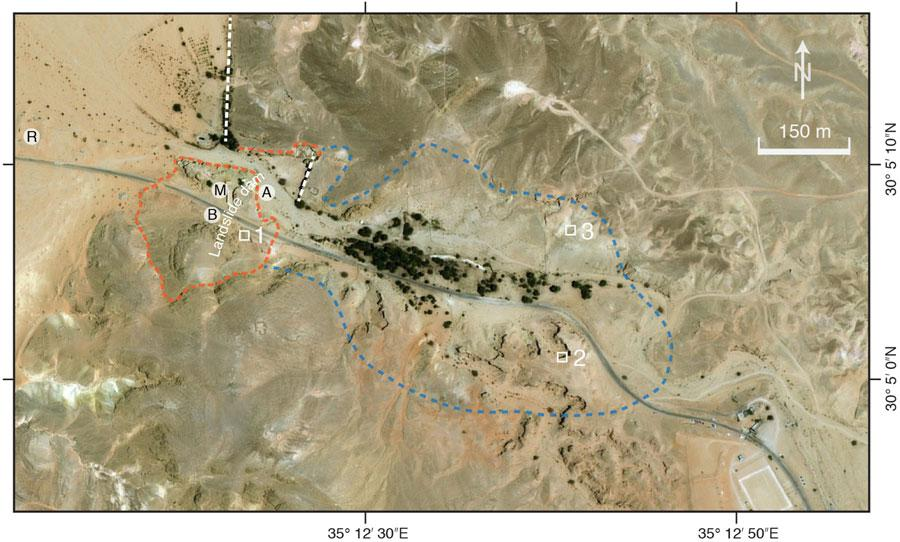 N
150 m
R
30° 5′ 10″N
M
A
B
Landslide dam
1
3
2
30° 5′ 0″N
35° 12′ 30″E
35° 12′ 50″E